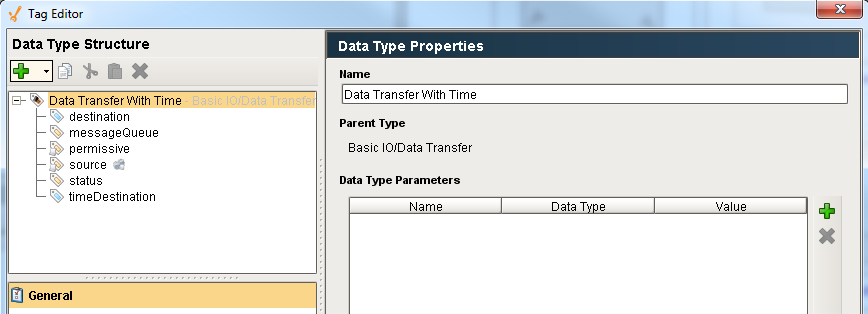 Tag Editor
Data Type Structure
Data Transfer With Time - Basic IO/Data Transfer
destination
messageQueue
permissive
source
status
timeDestination
General
Data Type Properties
Name
Data Transfer With Time
Parent Type
Basic IO/Data Transfer
Data Type Parameters
Name Data Type Value